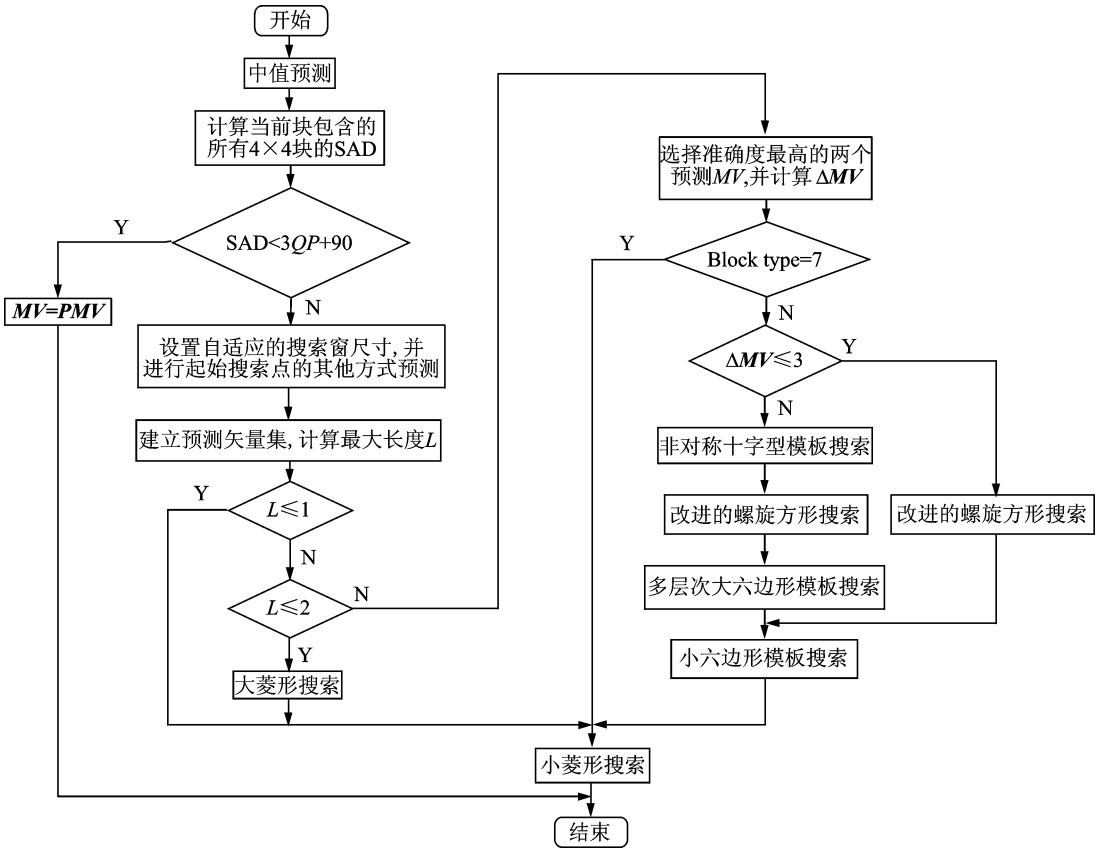 开始
中值预测
计算当前块包含的
所有4×4块的SAD
SAD<3QP+90
Y
N
MV=PMV
设置自适应的搜索窗尺寸,并
进行起始搜索点的其他方式预测
建立预测矢量集,计算最大长度L
L≤1
Y
N
L≤2
N
Y
大菱形搜索
选择准确度最高的两个
预测MV,并计算ΔMV
Block type=7
Y
N
ΔMV≤3
Y
N
非对称十字型模板搜索
改进的螺旋方形搜索
改进的螺旋方形搜索
多层次大六边形模板搜索
小六边形模板搜索
小菱形搜索
结束